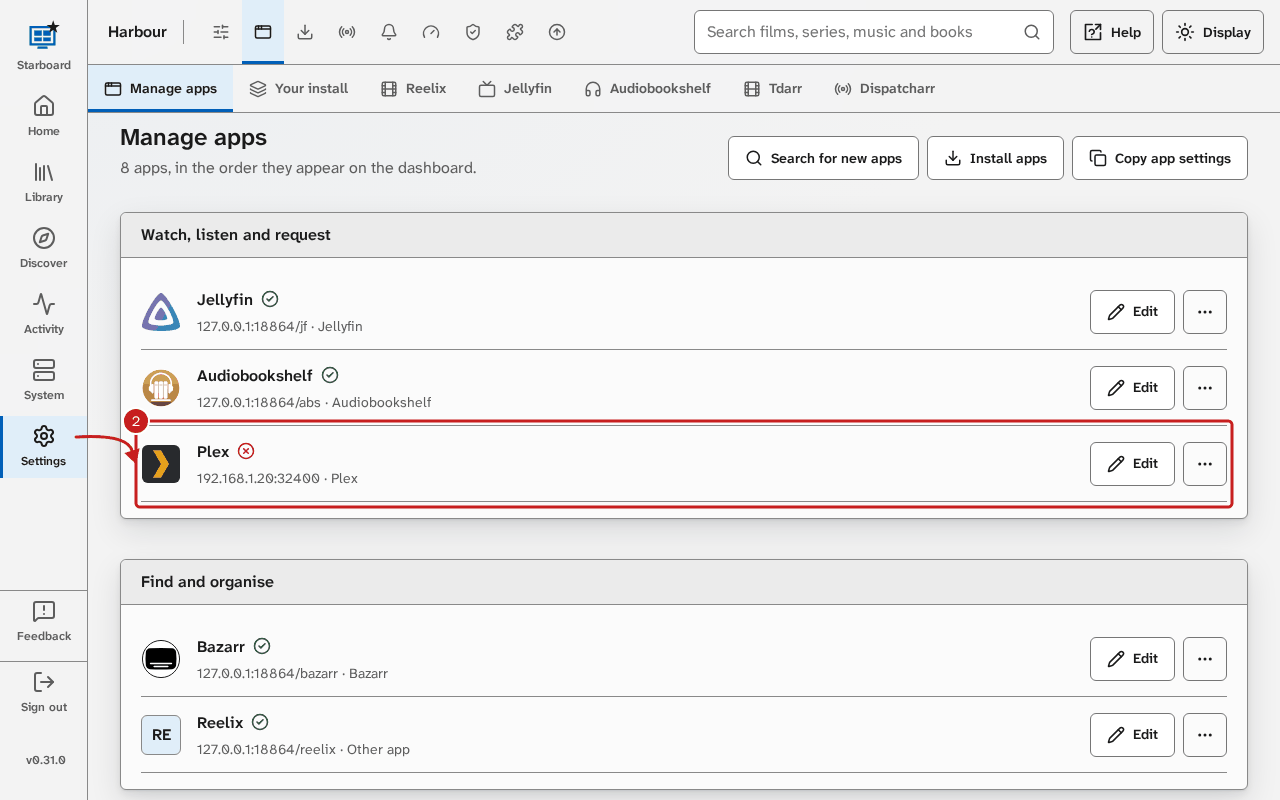 Starboard
Home
Library
Discover
Activity
System
Settings
Feedback
Sign out
v0.31.0
Harbour
Search films, series, music and books
Help
Display
Manage apps
Your install
Reelix
Jellyfin
Audiobookshelf
Tdarr
Dispatcharr
Manage apps
8 apps, in the order they appear on the dashboard.
Search for new apps
Install apps
Copy app settings
Watch, listen and request
Jellyfin
127.0.0.1:18864/jf · Jellyfin
Edit
Audiobookshelf
127.0.0.1:18864/abs · Audiobookshelf
Edit
2
Plex
192.168.1.20:32400 · Plex
Edit
Find and organise
Bazarr
127.0.0.1:18864/bazarr · Bazarr
Edit
RE
Reelix
127.0.0.1:18864/reelix · Other app
Edit